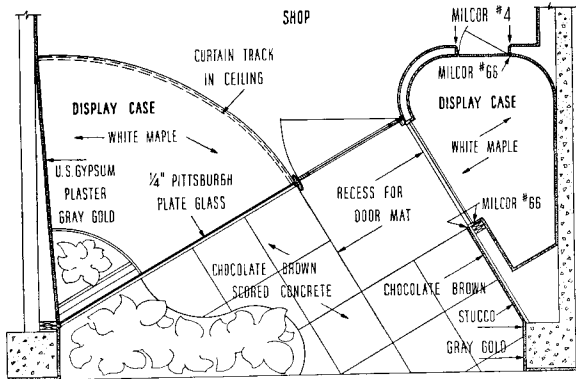 SHOP
MILCOR #4
CURTAIN TRACK
IN CEILING
MILCOR #66
DISPLAY CASE
WHITE MAPLE
DISPLAY CASE
WHITE MAPLE
U.S.GYPSUM
PLASTER
GRAY GOLD
1/4" PITTSBURGH
PLATE GLASS
RECESS FOR
DOOR MAT
MILCOR #66
CHOCOLATE BROWN
SCORED CONCRETE
CHOCOLATE BROWN
STUCCO
GRAY GOLD